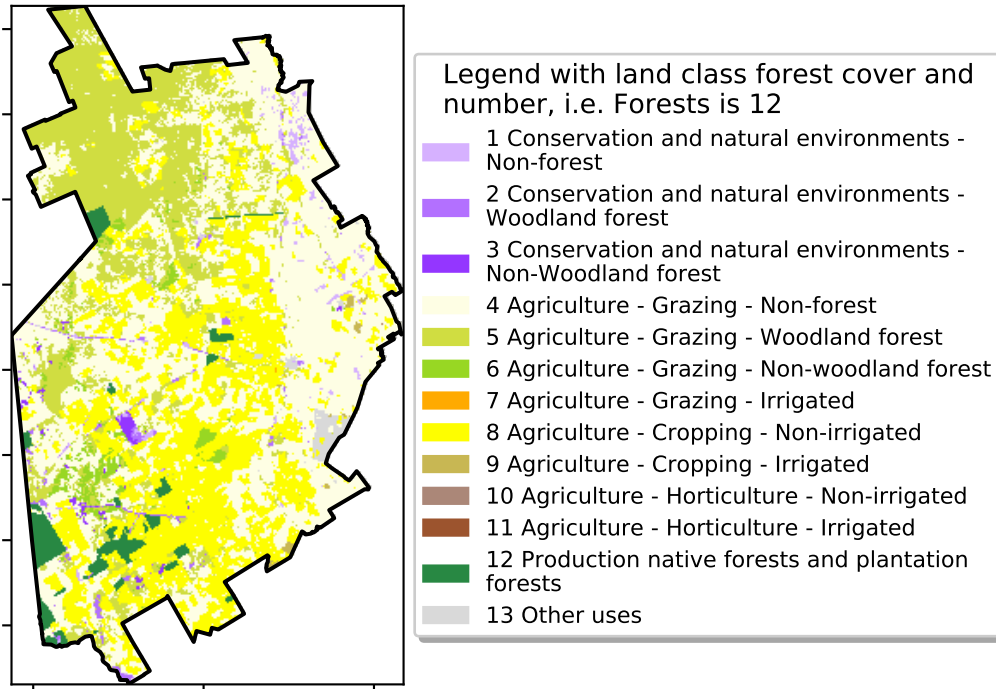 Legend with land class forest cover and
number, i.e. Forests is 12
1 Conservation and natural environments -
Non-forest
2 Conservation and natural environments -
Woodland forest
3 Conservation and natural environments -
Non-Woodland forest
4 Agriculture - Grazing - Non-forest
5 Agriculture - Grazing - Woodland forest
6 Agriculture - Grazing - Non-woodland forest
7 Agriculture - Grazing - Irrigated
8 Agriculture - Cropping - Non-irrigated
9 Agriculture - Cropping - Irrigated
10 Agriculture - Horticulture - Non-irrigated
11 Agriculture - Horticulture - Irrigated
12 Production native forests and plantation
forests
13 Other uses